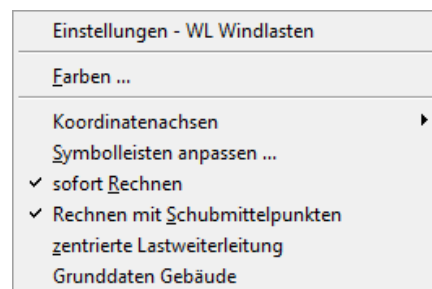 Einstellungen - WL Windlasten
Farben ...
Koordinatenachsen
Symbolleisten anpassen ...
sofort Rechnen
Rechnen mit Schubmittelpunkten
zentrierte Lastweiterleitung
Grunddaten Gebäude